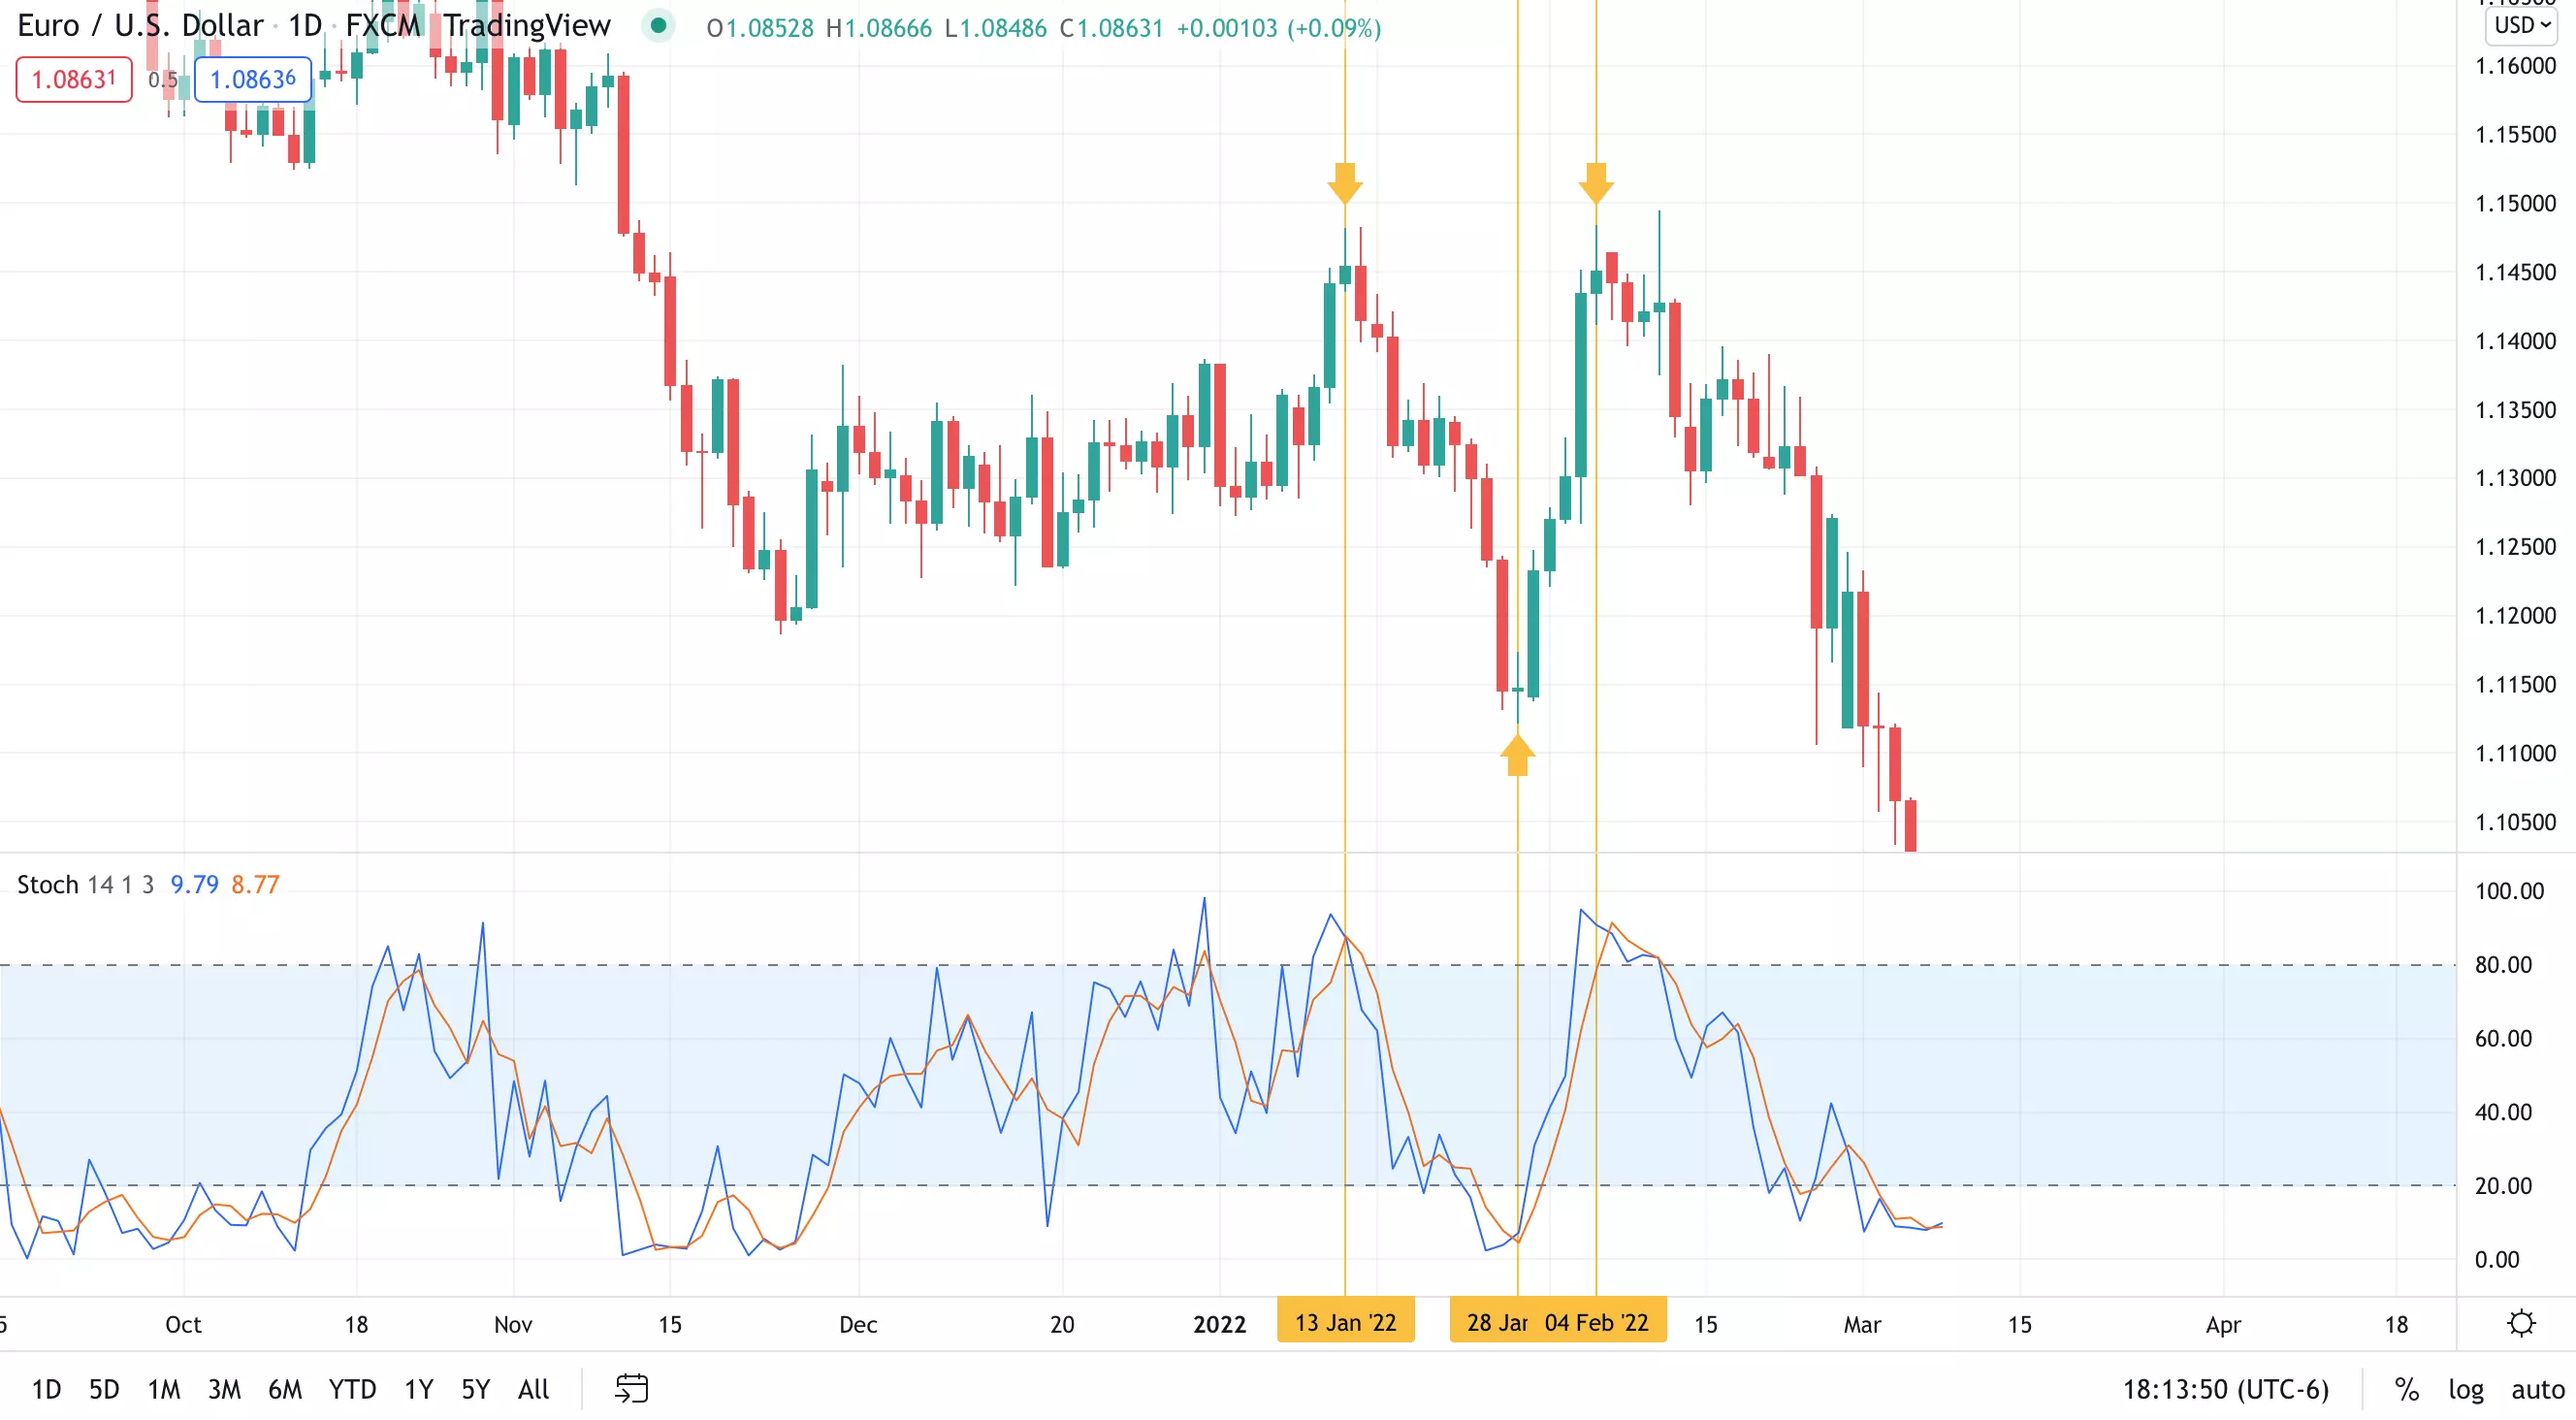 Euro / U.S. Dollar · 1D · FXCM TradingView
O1.08528 H1.08666 L1.08486 C1.08631 +0.00103 (+0.09%)
USD
1.08631 0.5 1.08636
1.16000
1.15500
1.15000
1.14500
1.14000
1.13500
1.13000
1.12500
1.12000
1.11500
1.11000
1.10500
Stoch 14 1 3 9.79 8.77
100.00
80.00
60.00
40.00
20.00
0.00
Oct 18 Nov 15 Dec 20 2022 13 Jan '22 28 Jan 04 Feb '22 15 Mar 15 Apr 18
1D 5D 1M 3M 6M YTD 1Y 5Y All 18:13:50 (UTC-6) % log auto